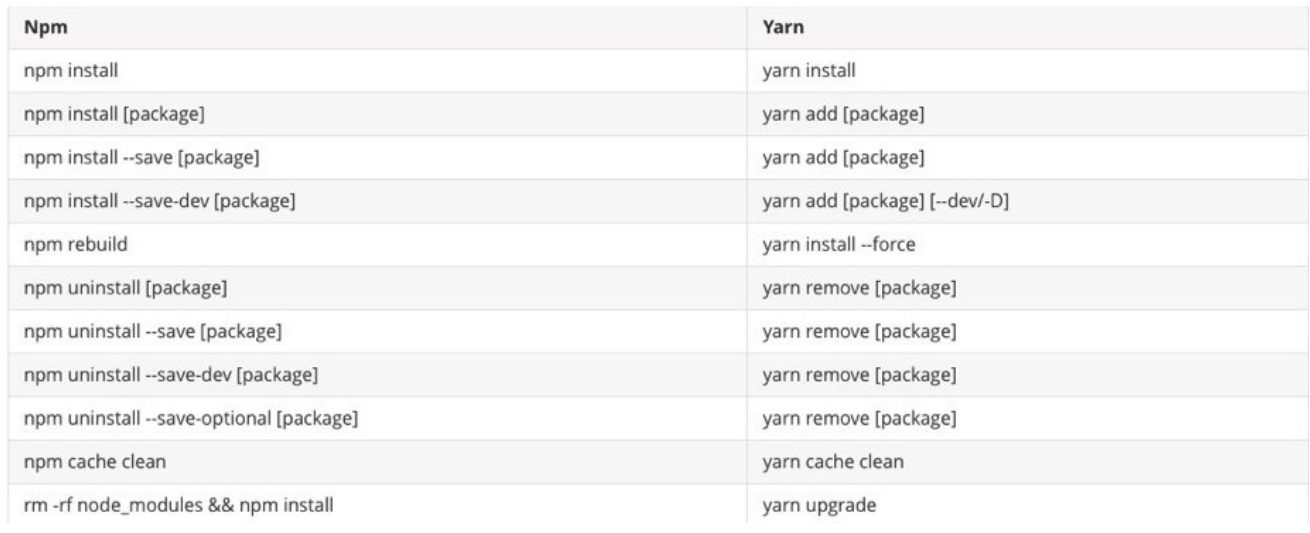 Npm Yarn
npm install yarn install
npm install [package] yarn add [package]
npm install --save [package] yarn add [package]
npm install --save-dev [package] yarn add [package] [--dev/-D]
npm rebuild yarn install --force
npm uninstall [package] yarn remove [package]
npm uninstall --save [package] yarn remove [package]
npm uninstall --save-dev [package] yarn remove [package]
npm uninstall --save-optional [package] yarn remove [package]
npm cache clean yarn cache clean
rm -rf node_modules && npm install yarn upgrade